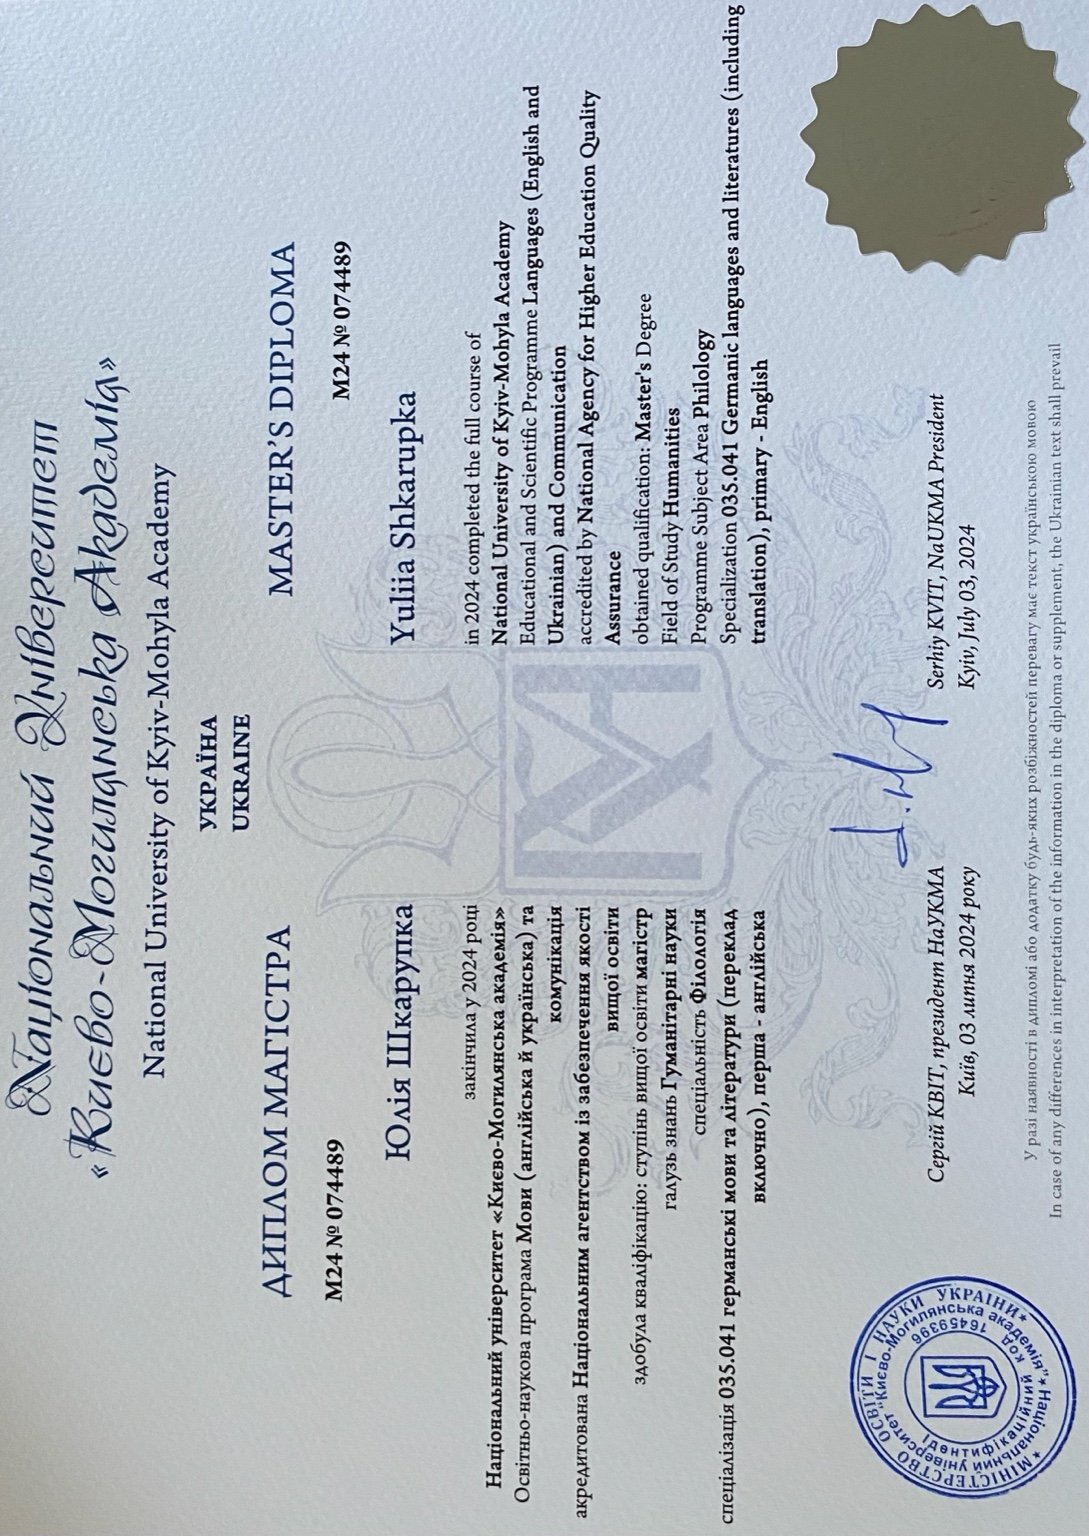 Національний Університет
«Києво-Могилянська Академія»
National University of Kyiv-Mohyla Academy
УКРАЇНА
UKRAINE
ДИПЛОМ МАГІСТРА
М24 № 074489
Юлія Шкарупка
закінчила у 2024 році
Національний університет «Києво-Могилянська академія»
Освітньо-наукова програма Мови (англійська й українська) та
комунікація
акредитована Національним агентством із забезпечення якості
вищої освіти
здобула кваліфікацію: ступінь вищої освіти магістр
галузь знань Гуманітарні науки
спеціальність Філологія
спеціалізація 035.041 германські мови та літератури (переклад
включно), перша - англійська
MASTER'S DIPLOMA
M24 № 074489
Yuliia Shkarupka
in 2024 completed the full course of
National University of Kyiv-Mohyla Academy
Educational and Scientific Programme Languages (English and
Ukrainian) and Communication
accredited by National Agency for Higher Education Quality
Assurance
obtained qualification: Master's Degree
Field of Study Humanities
Programme Subject Area Philology
Specialization 035.041 Germanic languages and literatures (including
translation), primary - English
Сергій КВІТ, президент НаУКМА
Київ, 03 липня 2024 року
Serhiy KVIT, NaUKMA President
Kyiv, July 03, 2024
У разі наявності в дипломі або додатку будь-яких розбіжностей перевагу має текст українською мовою
In case of any differences in interpretation of the information in the diploma or supplement, the Ukrainian text shall prevail
* МІНІСТЕРСТВО ОСВІТИ І НАУКИ УКРАЇНИ *
* Національний університет "Києво-Могилянська академія" *
Ідентифікаційний код 16459396